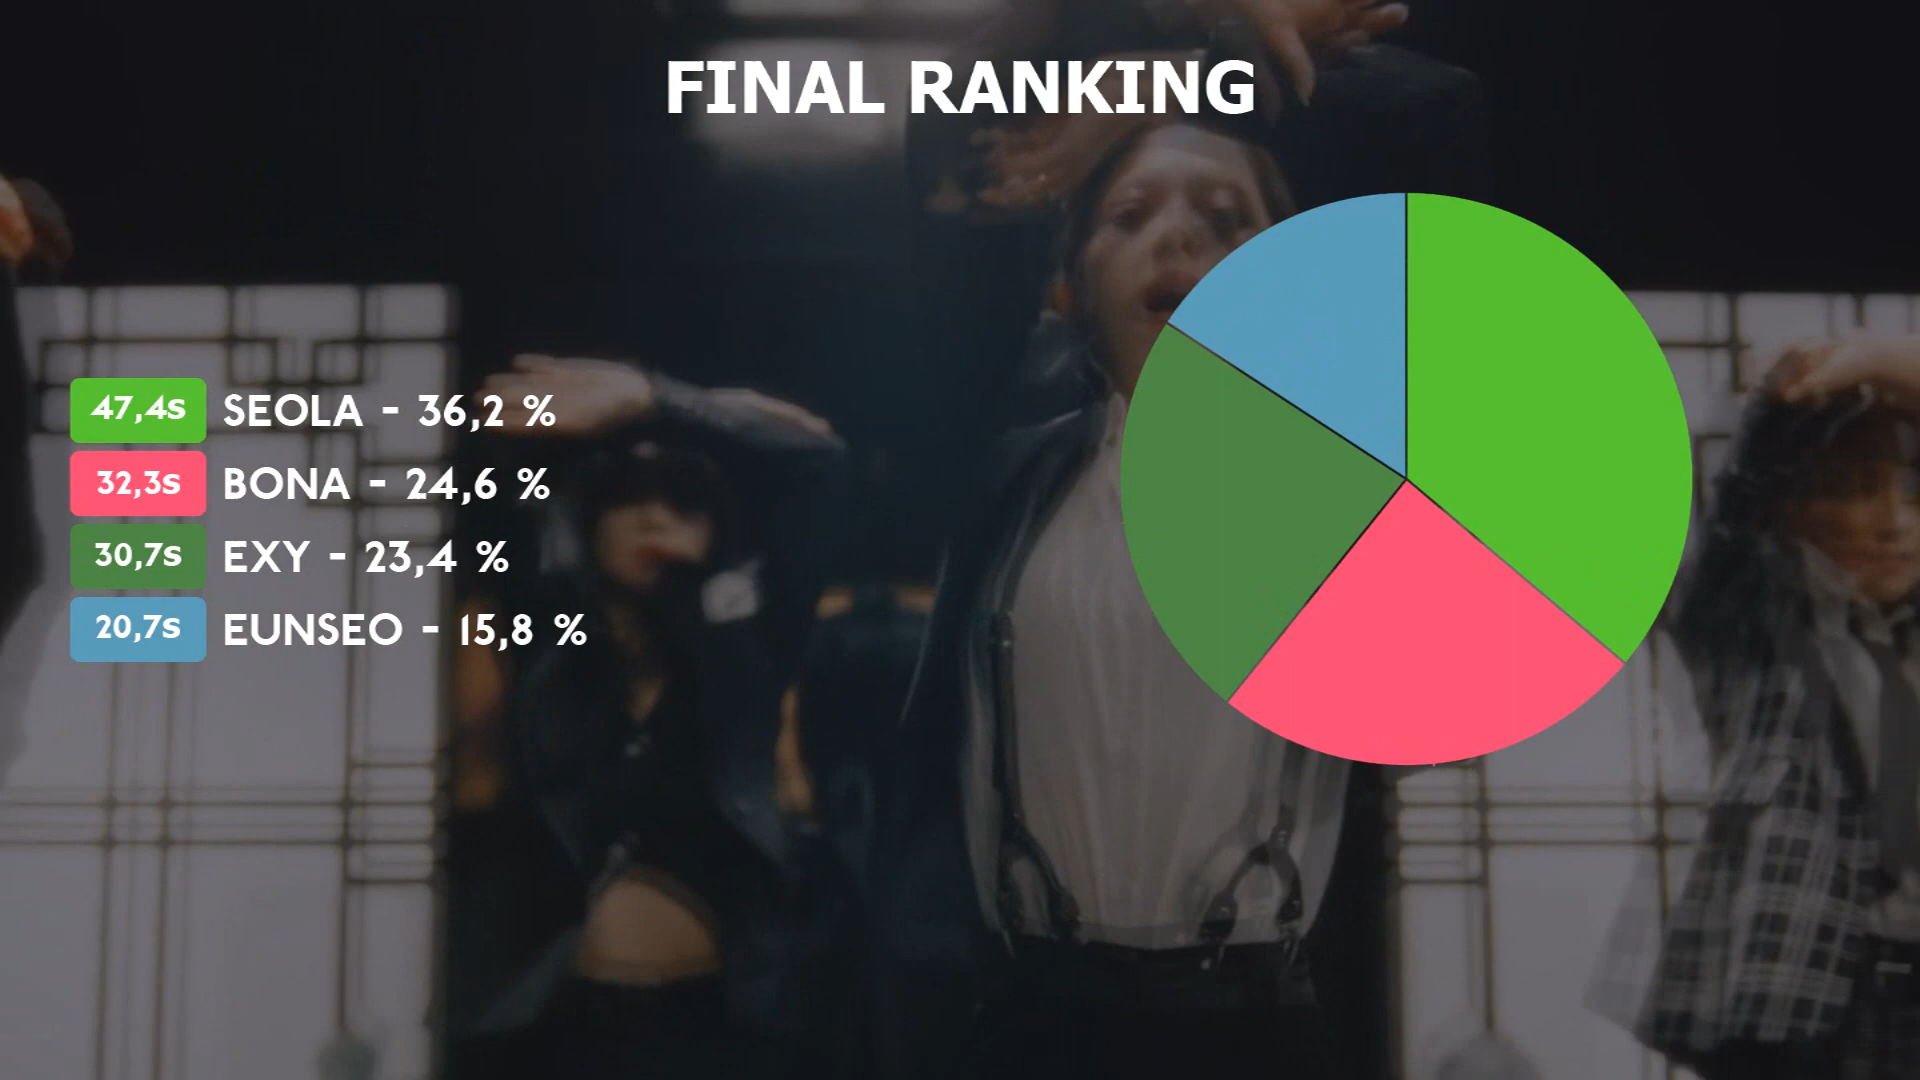 FINAL RANKING
47,4s SEOLA - 36,2 %
32,3s BONA - 24,6 %
30,7s EXY - 23,4 %
20,7s EUNSEO - 15,8 %